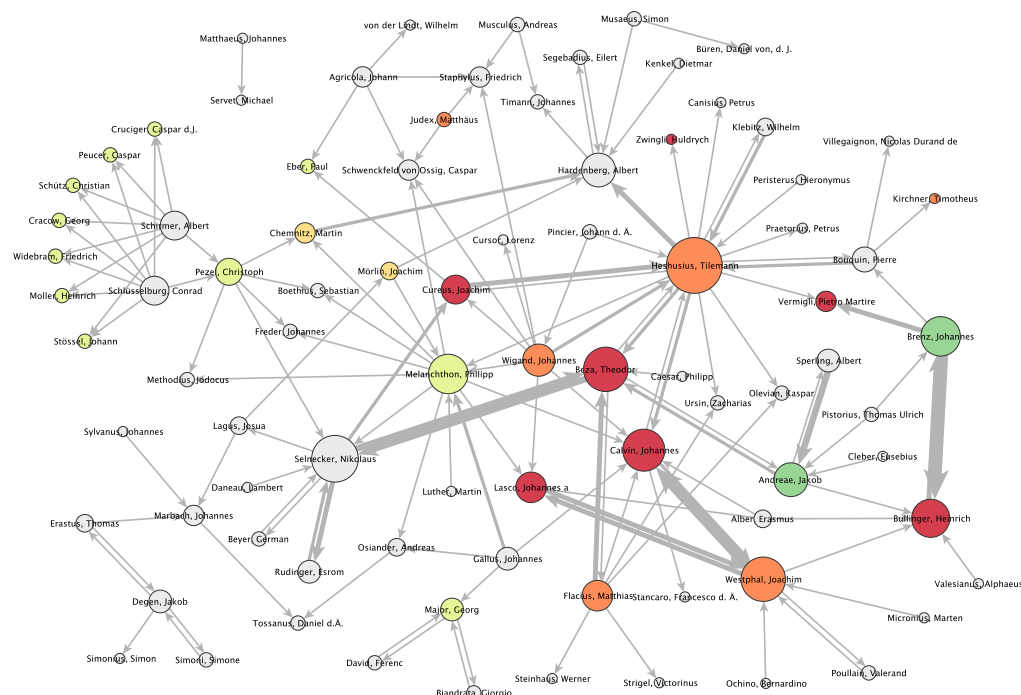 Musaeus, Simon
von der Lindt, Wilhelm
Musculus, Andreas
Matthaeus, Johannes
Büren, Daniel von, d. J.
Segebadius, Eilert
Kenkel, Dietmar
Agricola, Johann
Staphylus, Friedrich
Servet, Michael
Timann, Johannes
Canisius, Petrus
Judex, Matthäus
Cruciger, Caspar d.J.
Klebitz, Wilhelm
Zwingli, Huldrych
Villegaignon, Nicolas Durand de
Peucer, Caspar
Eber, Paul
Schwenckfeld von Ossig, Caspar
Hardenberg, Albert
Peristerus, Hieronymus
Schütz, Christian
Kirchner, Timotheus
Cracow, Georg
Schirmer, Albert
Chemnitz, Martin
Praetorius, Petrus
Pincier, Johann d. Ä.
Cursor, Lorenz
Widebram, Friedrich
Bouquin, Pierre
Heshusius, Tilemann
Pezel, Christoph
Mörlin, Joachim
Moller, Heinrich
Schlüsselburg, Conrad
Boethius, Sebastian
Cureus, Joachim
Vermigli, Pietro Martire
Freder, Johannes
Brenz, Johannes
Stössel, Johann
Wigand, Johannes
Sperling, Albert
Melanchthon, Philipp
Beza, Theodor
Caesar, Philipp
Methodius, Jodocus
Olevian, Kaspar
Ursin, Zacharias
Pistorius, Thomas Ulrich
Lagus, Josua
Sylvanus, Johannes
Calvin, Johannes
Cleber, Eusebius
Selnecker, Nikolaus
Andreae, Jakob
Daneau, Lambert
Luther, Martin
Lasco, Johannes a
Marbach, Johannes
Alber, Erasmus
Bullinger, Heinrich
Erastus, Thomas
Beyer, German
Osiander, Andreas
Gallus, Johannes
Rudinger, Esrom
Westphal, Joachim
Valesianus, Alphaeus
Flacius, Matthias
Stancaro, Francesco d. Ä.
Degen, Jakob
Major, Georg
Micronius, Marten
Tossanus, Daniel d.Ä.
Simonius, Simon
Simoni, Simone
David, Ferenc
Poullain, Valerand
Steinhaus, Werner
Strigel, Victorinus
Ochino, Bernardino
Biandrata, Giorgio